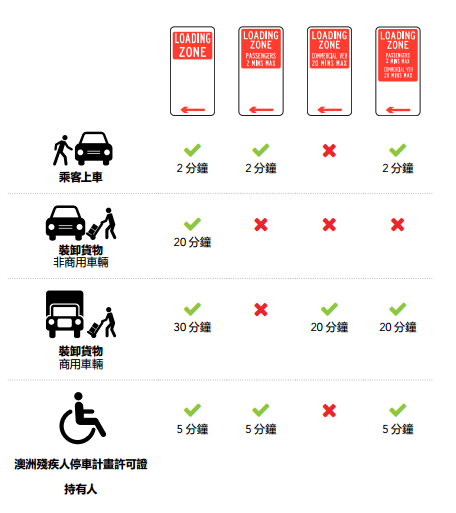 LOADING
ZONE
LOADING
ZONE
PASSENGERS
2 MINS MAX
LOADING
ZONE
COMMERCIAL VEH
20 MINS MAX
LOADING
ZONE
PASSENGERS
2 MINS MAX
COMMERCIAL VEH
20 MINS MAX
乘客上車
2 分鐘
2 分鐘
2 分鐘
裝卸貨物
非商用車輛
20 分鐘
裝卸貨物
商用車輛
30 分鐘
20 分鐘
20 分鐘
澳洲殘疾人停車計畫許可證
持有人
5 分鐘
5 分鐘
5 分鐘